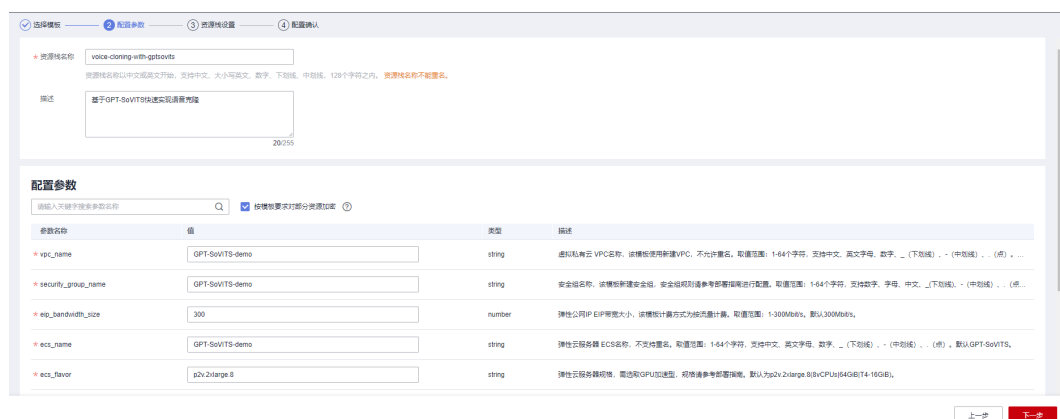 选择模板 2 配置参数 3 资源栈设置 4 配置确认
* 资源栈名称 voice-cloning-with-gptsovits
资源栈名称以中文或英文开始，支持中文、大小写英文、数字、下划线、中划线，128个字符之内。资源栈名称不能重名。
描述 基于GPT-SoVITS快速实现语音克隆
20/255
配置参数
请输入关键字搜索参数名称 按模板要求对部分资源加密 ?
参数名称 值 类型 描述
* vpc_name GPT-SoVITS-demo string 虚拟私有云 VPC名称，该模板使用新建VPC，不允许重名。取值范围：1-64个字符，支持中文、英文字母、数字、_（下划线）、-（中划线）、.（点）。...
* security_group_name GPT-SoVITS-demo string 安全组名称，该模板新建安全组，安全组规则请参考部署指南进行配置。取值范围：1-64个字符，支持数字、字母、中文、_(下划线)、-（中划线）、.（点...
* eip_bandwidth_size 300 number 弹性公网IP EIP带宽大小，该模板计费方式为按流量计费。取值范围：1-300Mbit/s。默认300Mbit/s。
* ecs_name GPT-SoVITS-demo string 弹性云服务器 ECS名称，不支持重名。取值范围：1-64个字符，支持中文、英文字母、数字、_（下划线）、-（中划线）、.（点）。默认GPT-SoVITS。
* ecs_flavor p2v.2xlarge.8 string 弹性云服务器规格，需选取GPU加速型，规格请参考部署指南。默认为p2v.2xlarge.8(8vCPUs|64GiB|T4-16GiB)。
上一步 下一步